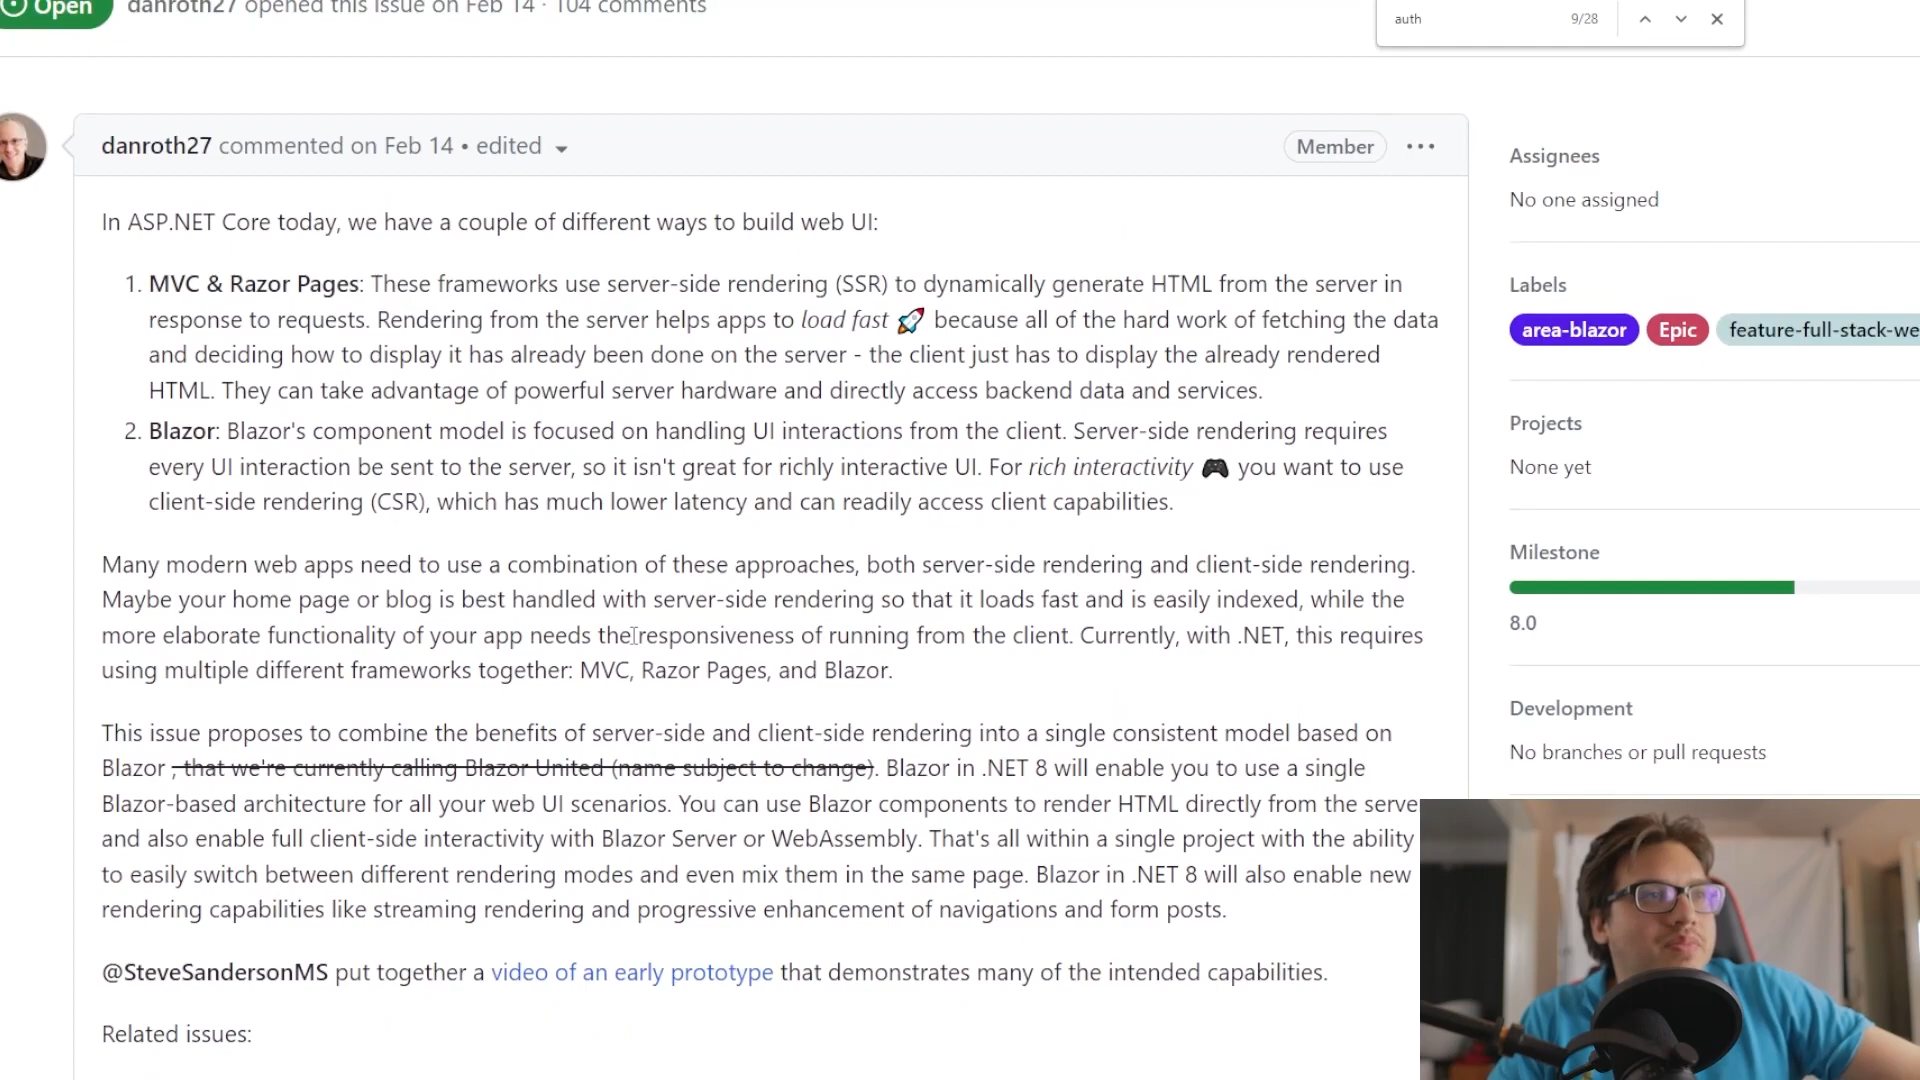 Open danroth27 opened this issue on Feb 14 · 104 comments
auth 9/28
danroth27 commented on Feb 14 • edited
Member
In ASP.NET Core today, we have a couple of different ways to build web UI:
1. MVC & Razor Pages: These frameworks use server-side rendering (SSR) to dynamically generate HTML from the server in
response to requests. Rendering from the server helps apps to load fast 🚀 because all of the hard work of fetching the data
and deciding how to display it has already been done on the server - the client just has to display the already rendered
HTML. They can take advantage of powerful server hardware and directly access backend data and services.
2. Blazor: Blazor's component model is focused on handling UI interactions from the client. Server-side rendering requires
every UI interaction be sent to the server, so it isn't great for richly interactive UI. For rich interactivity 🎮 you want to use
client-side rendering (CSR), which has much lower latency and can readily access client capabilities.
Many modern web apps need to use a combination of these approaches, both server-side rendering and client-side rendering.
Maybe your home page or blog is best handled with server-side rendering so that it loads fast and is easily indexed, while the
more elaborate functionality of your app needs the responsiveness of running from the client. Currently, with .NET, this requires
using multiple different frameworks together: MVC, Razor Pages, and Blazor.
This issue proposes to combine the benefits of server-side and client-side rendering into a single consistent model based on
Blazor , that we're currently calling Blazor United (name subject to change). Blazor in .NET 8 will enable you to use a single
Blazor-based architecture for all your web UI scenarios. You can use Blazor components to render HTML directly from the serve
and also enable full client-side interactivity with Blazor Server or WebAssembly. That's all within a single project with the ability
to easily switch between different rendering modes and even mix them in the same page. Blazor in .NET 8 will also enable new
rendering capabilities like streaming rendering and progressive enhancement of navigations and form posts.
@SteveSandersonMS put together a video of an early prototype that demonstrates many of the intended capabilities.
Related issues:
Assignees
No one assigned
Labels
area-blazor Epic feature-full-stack-we
Projects
None yet
Milestone
8.0
Development
No branches or pull requests